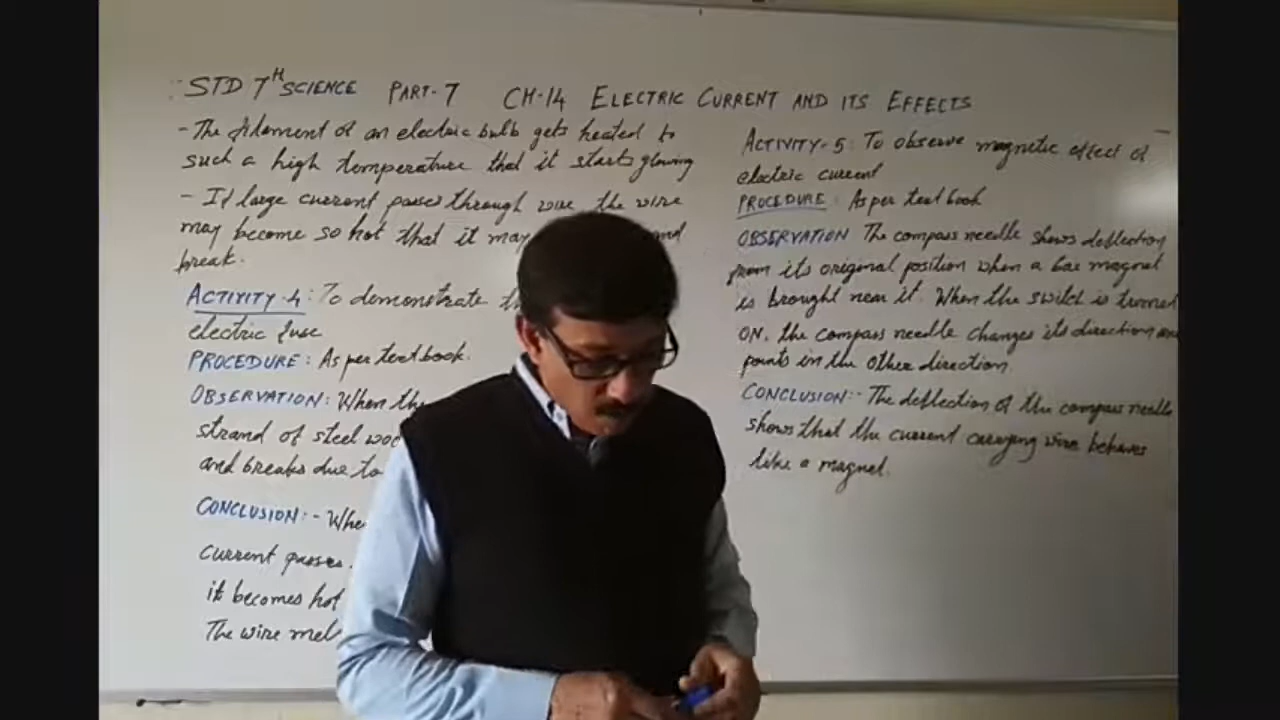 STD 7TH SCIENCE PART-7 CH-14 ELECTRIC CURRENT AND ITS EFFECTS
- The filament of an electric bulb gets heated to
such a high temperature that it starts glowing
- If large current passes through wire the wire
may become so hot that it may and
break.
ACTIVITY-4: To demonstrate
electric fuse
PROCEDURE: As per text book.
OBSERVATION: When the
strand of steel
and breaks due to
CONCLUSION:-
current passes
it becomes hot
The wire
ACTIVITY-5: To observe magnetic effect of
electric current
PROCEDURE: As per text book
OBSERVATION The compass needle shows deflection
from its original position when a bar magnet
is brought near it. When the switch is turned
ON, the compass needle changes its direction and
points in the other direction.
CONCLUSION:- The deflection of the compass needle
shows that the current carrying wire behaves
like a magnet.